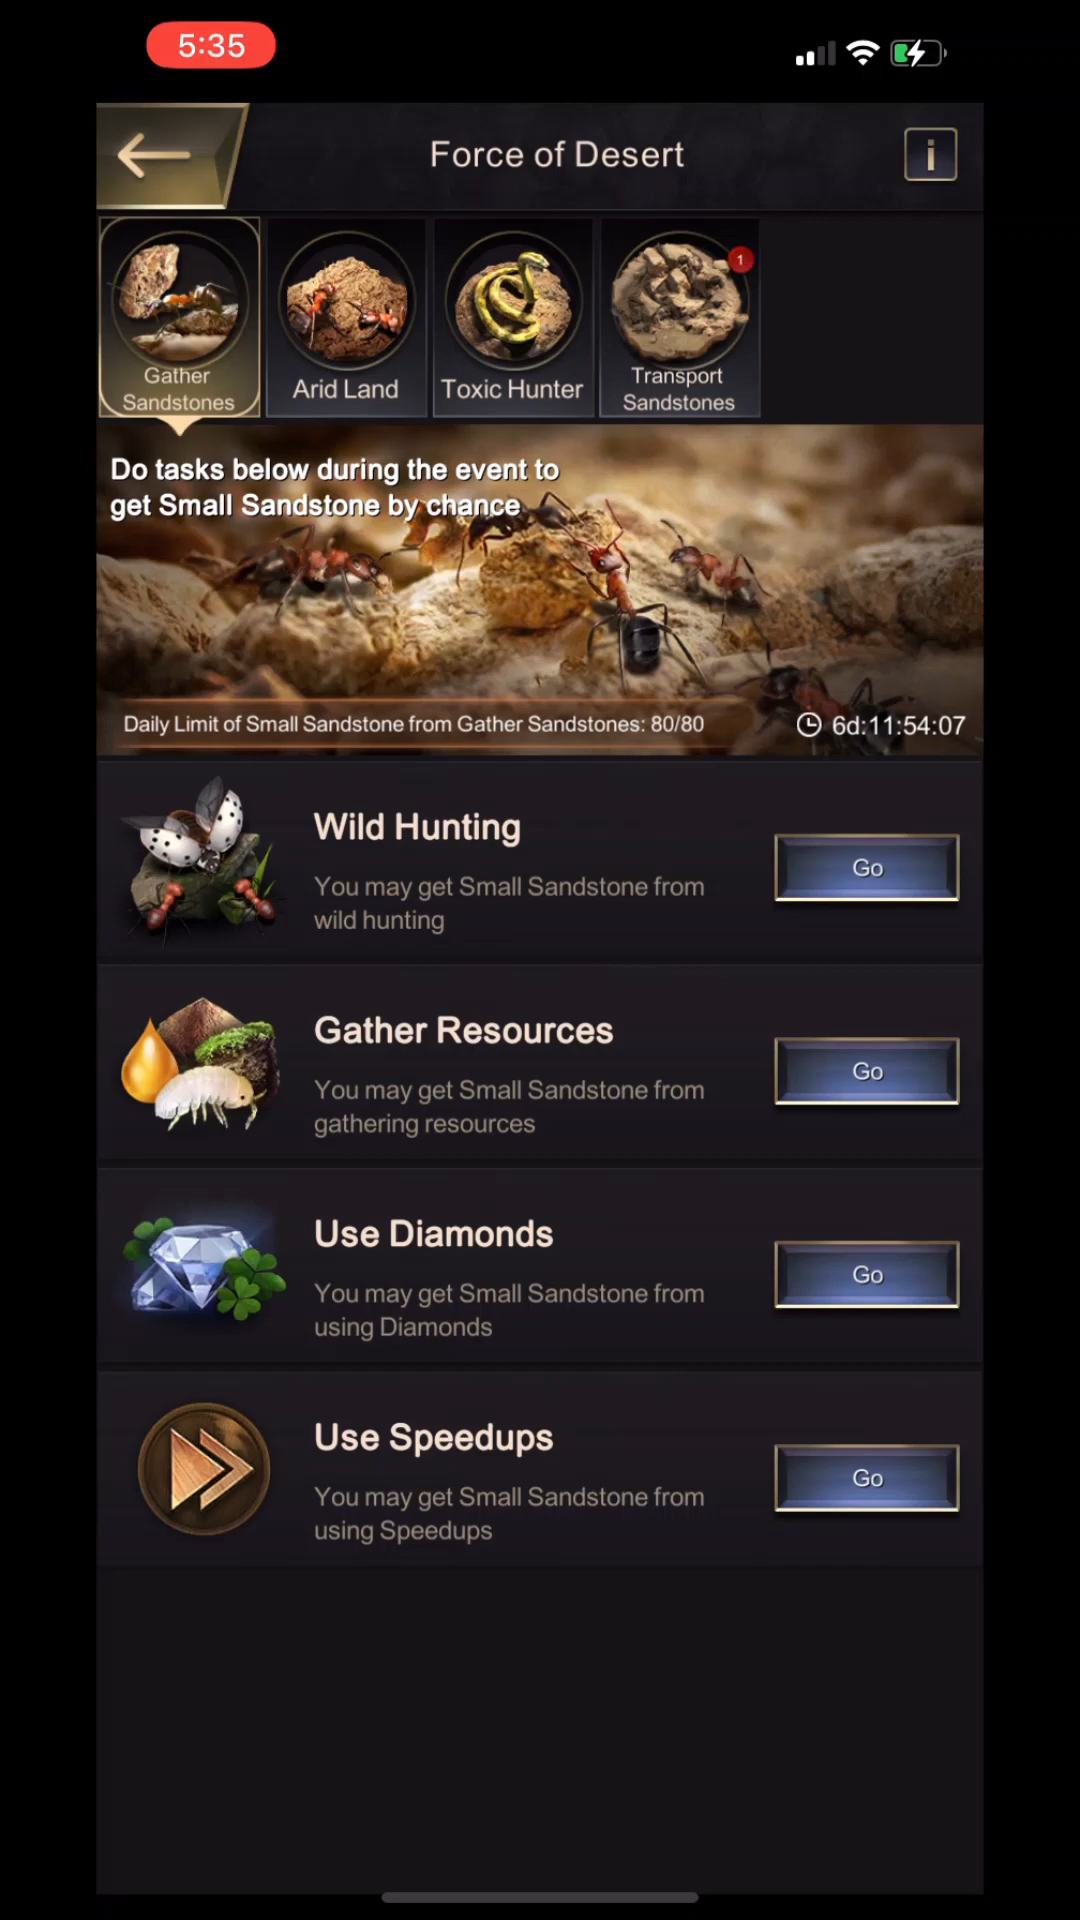 5:35
Force of Desert
i
1
Gather
Sandstones
Arid Land
Toxic Hunter
Transport
Sandstones
Do tasks below during the event to
get Small Sandstone by chance
Daily Limit of Small Sandstone from Gather Sandstones: 80/80
6d:11:54:07
Wild Hunting
You may get Small Sandstone from
wild hunting
Go
Gather Resources
You may get Small Sandstone from
gathering resources
Go
Use Diamonds
You may get Small Sandstone from
using Diamonds
Go
Use Speedups
You may get Small Sandstone from
using Speedups
Go